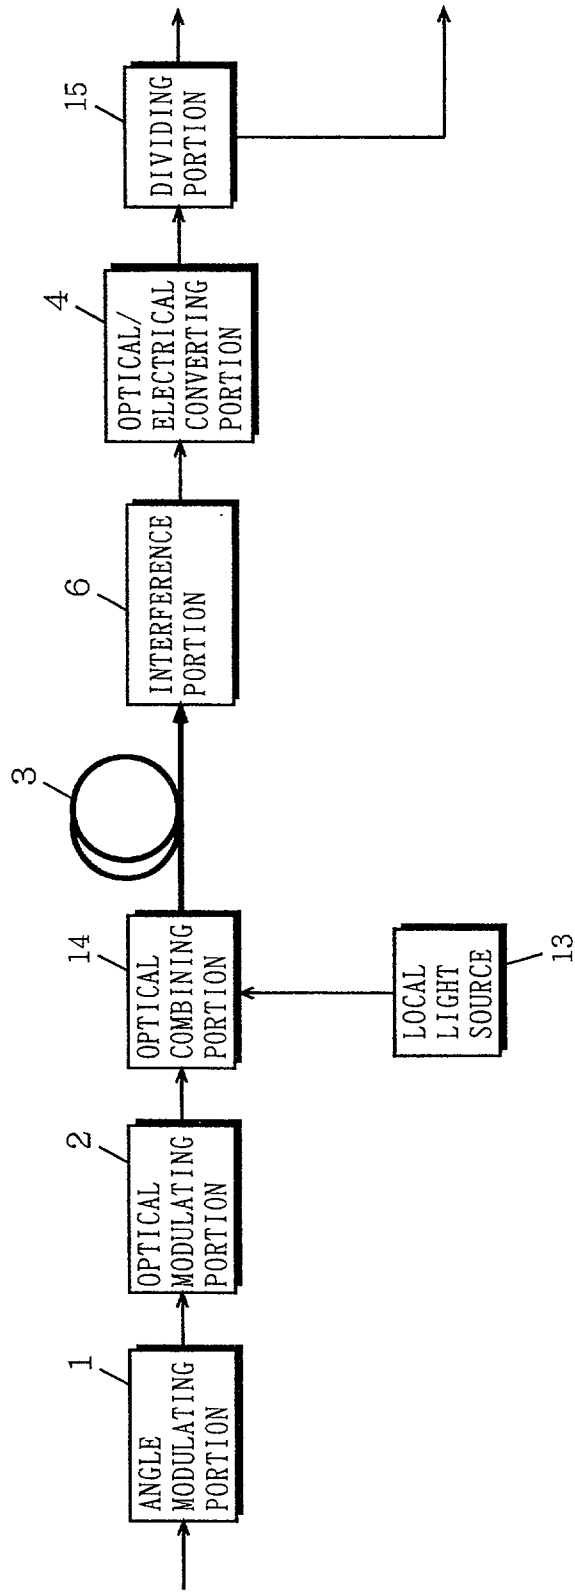 1
ANGLE
MODULATING
PORTION
2
OPTICAL
MODULATING
PORTION
14
OPTICAL
COMBINING
PORTION
LOCAL
LIGHT
SOURCE
13
3
6
INTERFERENCE
PORTION
4
OPTICAL/
ELECTRICAL
CONVERTING
PORTION
15
DIVIDING
PORTION